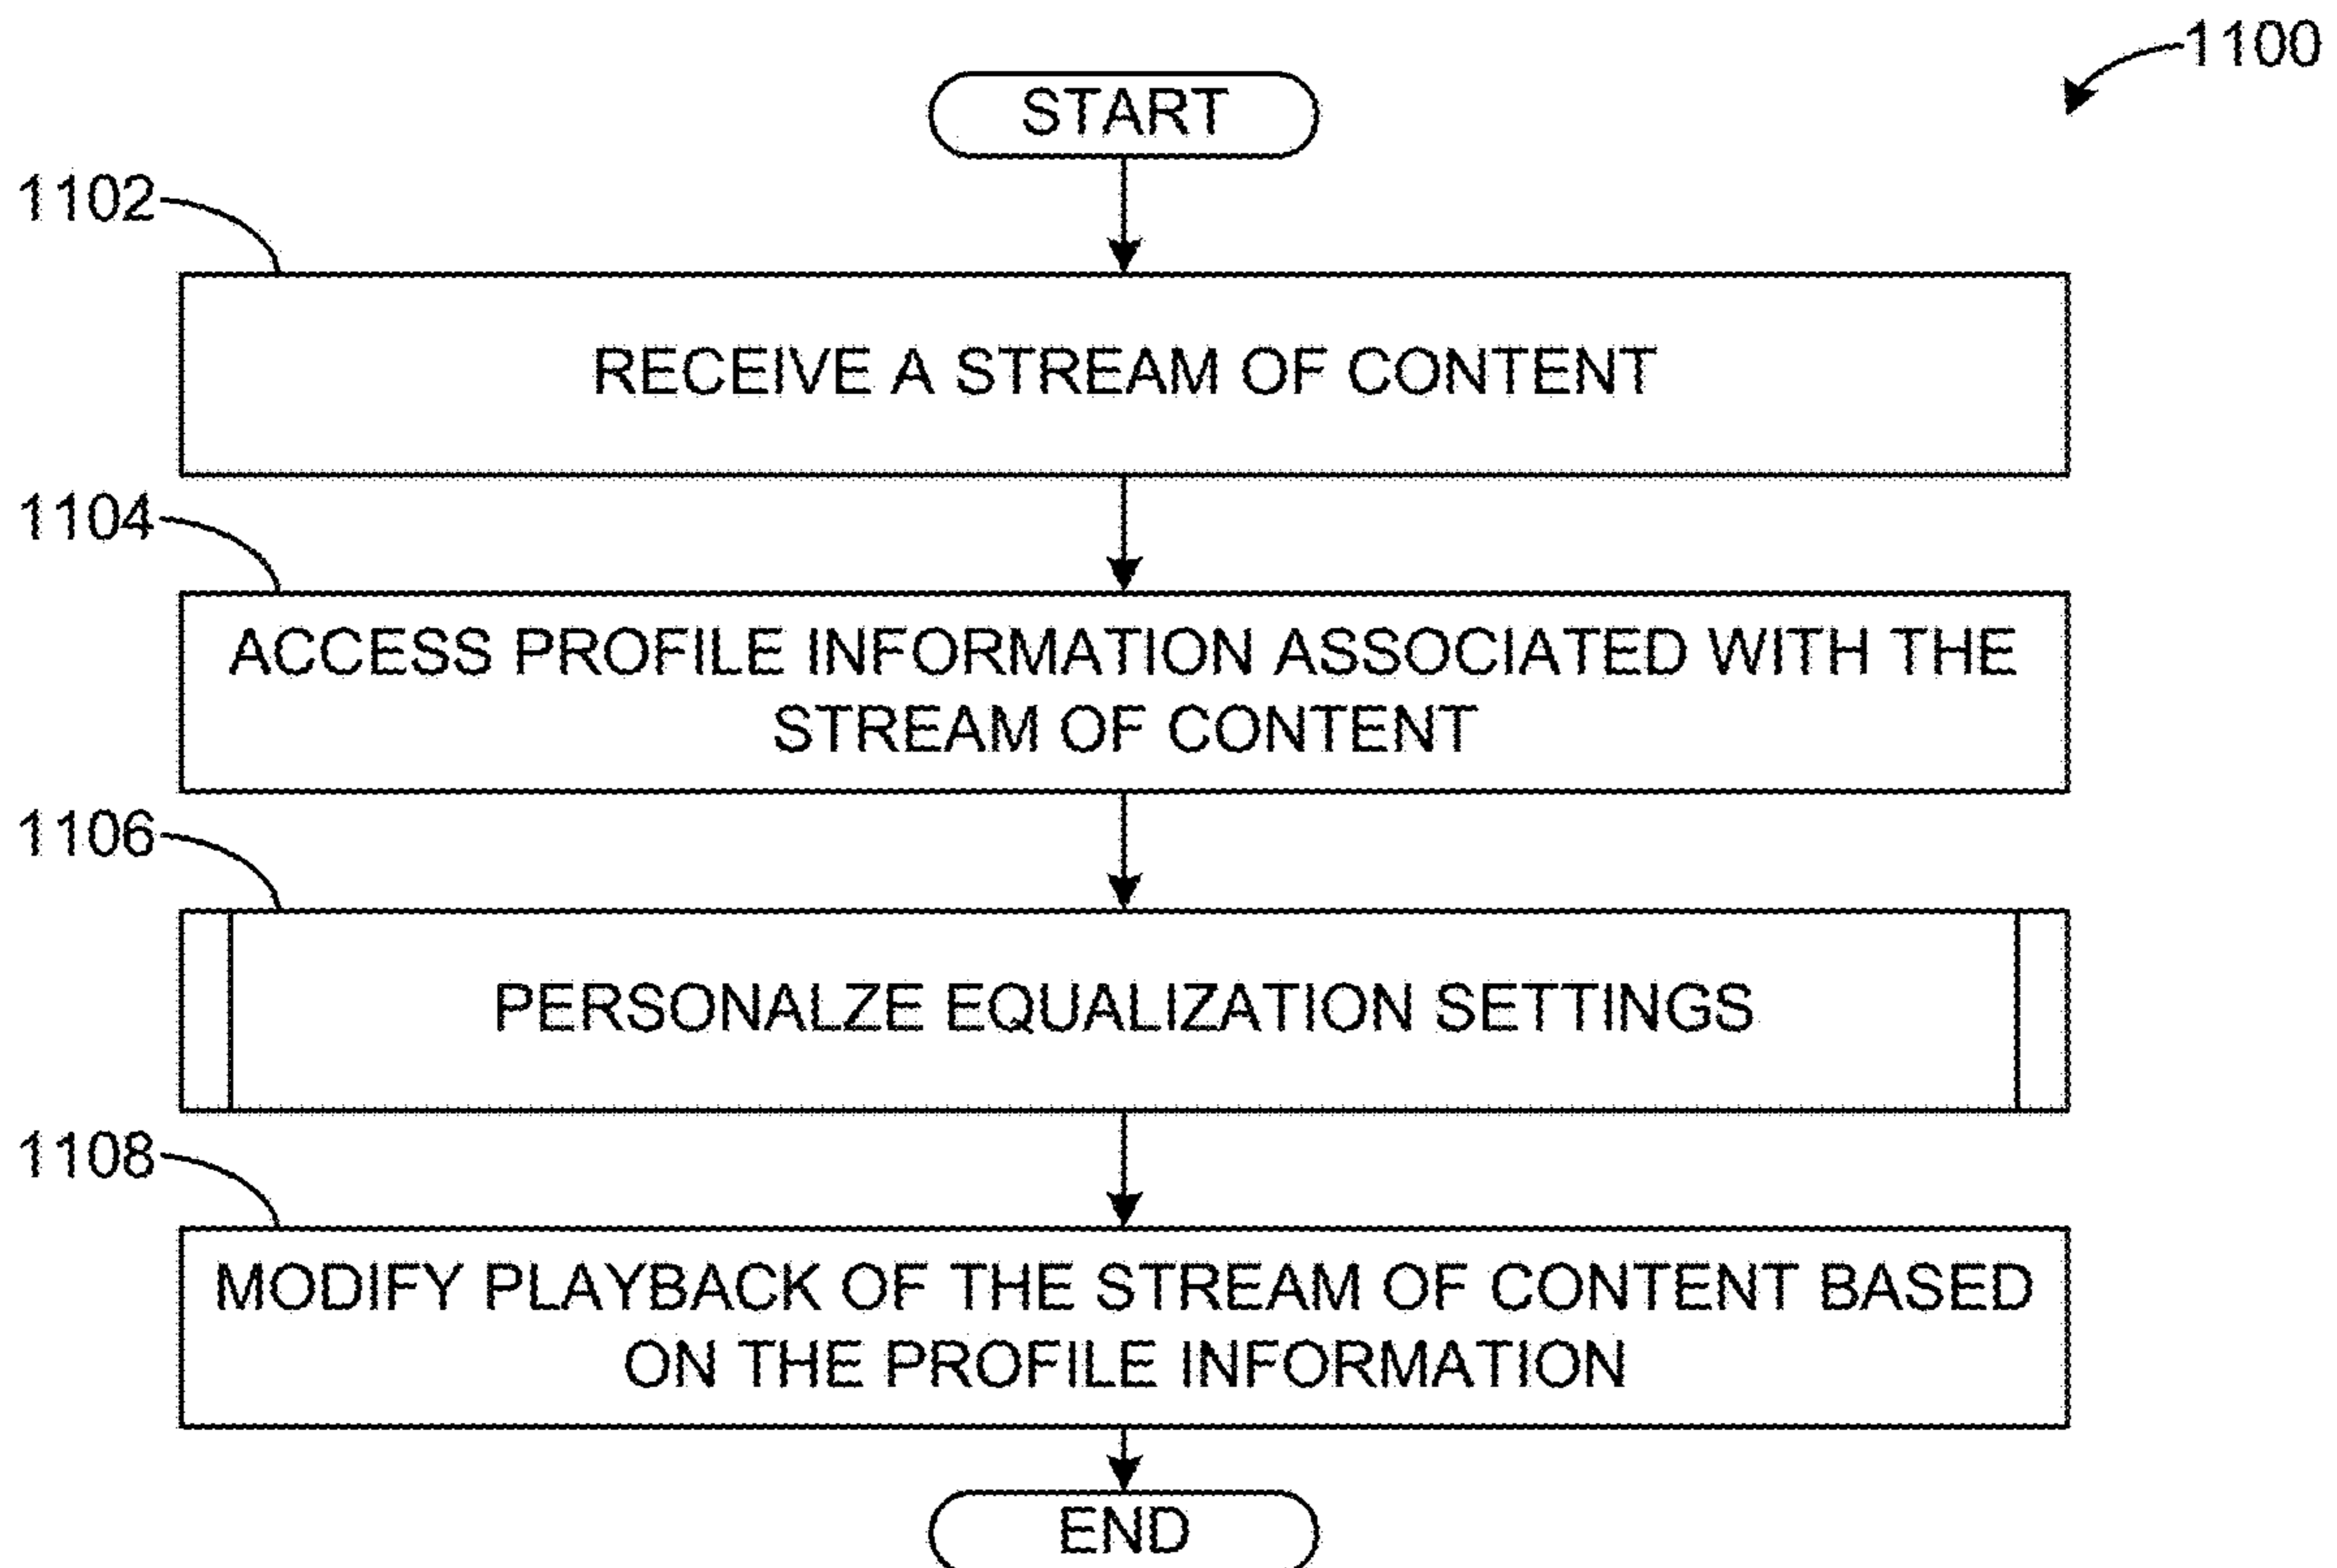 1100
START
1102
RECEIVE A STREAM OF CONTENT
1104
ACCESS PROFILE INFORMATION ASSOCIATED WITH THE
STREAM OF CONTENT
1106
PERSONALZE EQUALIZATION SETTINGS
1108
MODIFY PLAYBACK OF THE STREAM OF CONTENT BASED
ON THE PROFILE INFORMATION
END